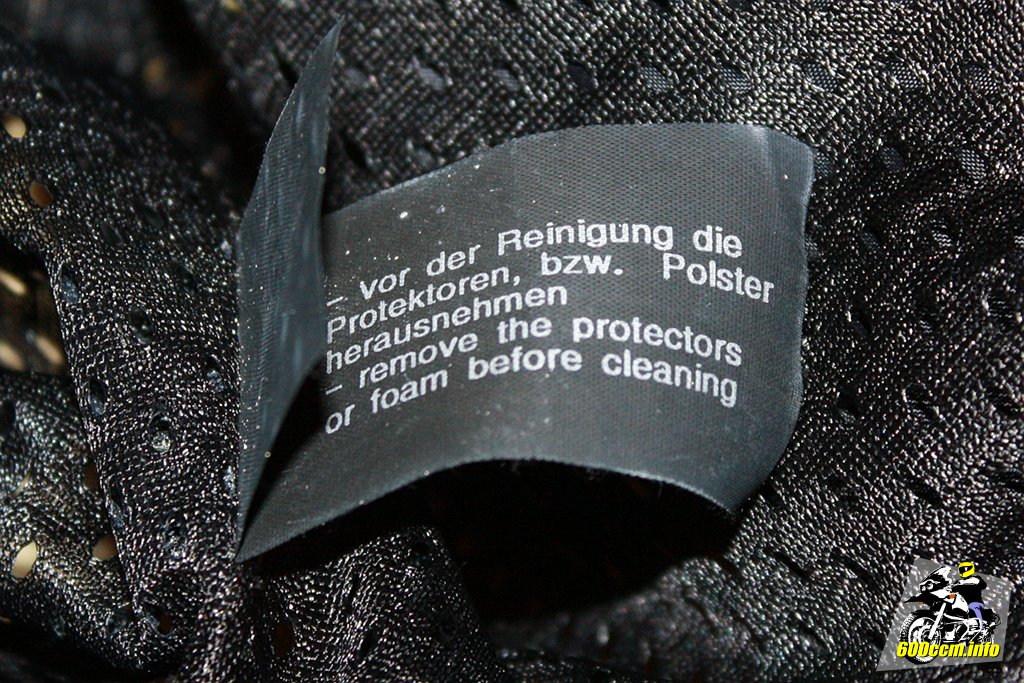 - vor der Reinigung die
Protektoren, bzw. Polster
herausnehmen
- remove the protectors
or foam before cleaning
600ccm.info